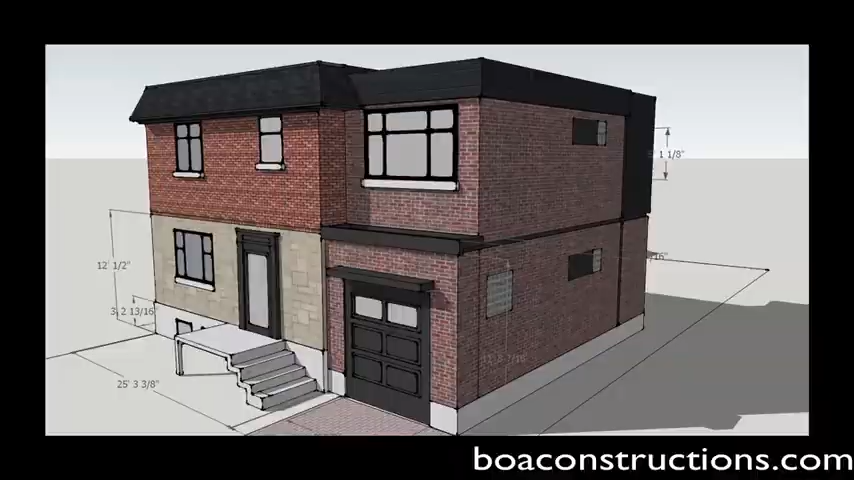 1 1/8"
12' 1/2"
3' 2 13/16"
25' 3 3/8"
boaconstructions.com